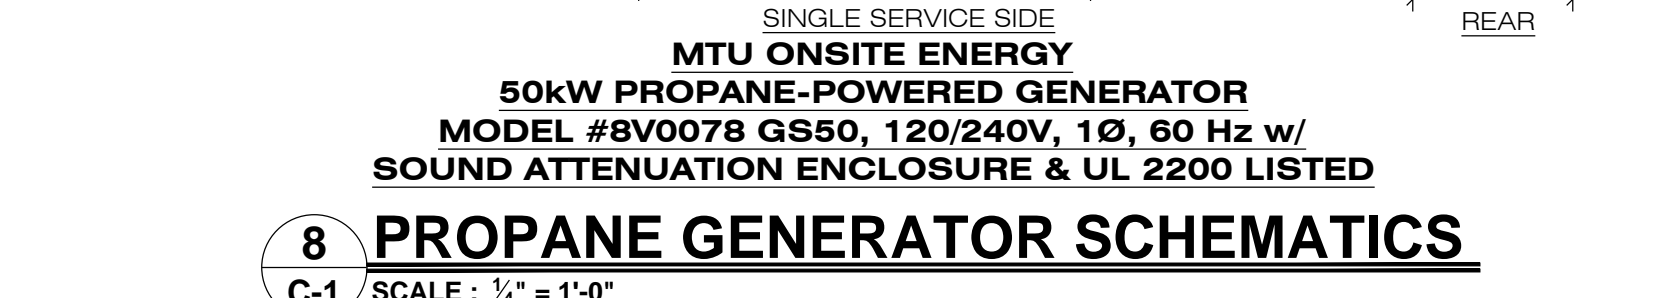 SINGLE SERVICE SIDE
REAR
MTU ONSITE ENERGY
50kW PROPANE-POWERED GENERATOR
MODEL #8V0078 GS50, 120/240V, 1Ø, 60 Hz w/
SOUND ATTENUATION ENCLOSURE & UL 2200 LISTED
8
PROPANE GENERATOR SCHEMATICS
C-1
SCALE : ¼" = 1'-0"